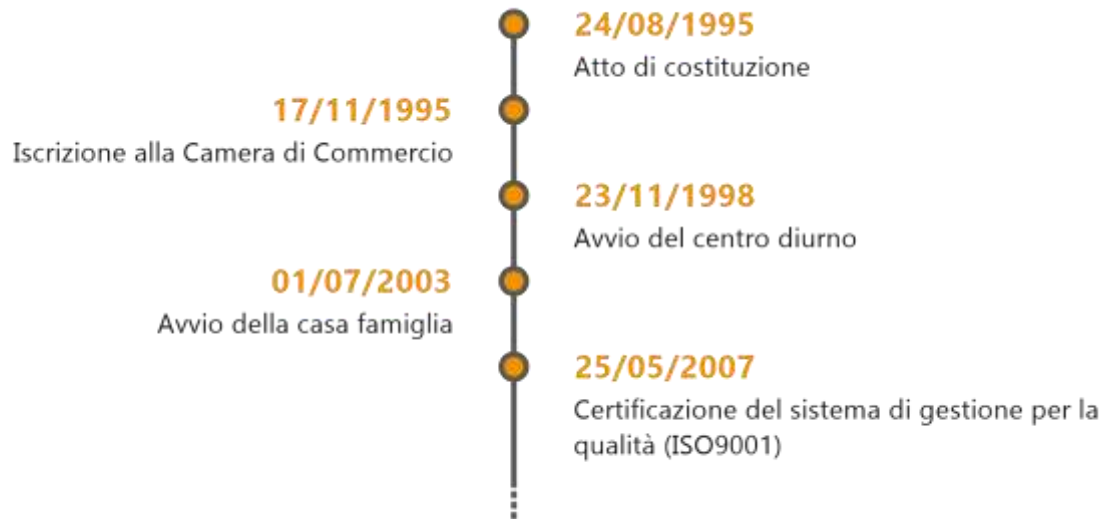 24/08/1995
Atto di costituzione
17/11/1995
Iscrizione alla Camera di Commercio
23/11/1998
Avvio del centro diurno
01/07/2003
Avvio della casa famiglia
25/05/2007
Certificazione del sistema di gestione per la
qualità (ISO9001)